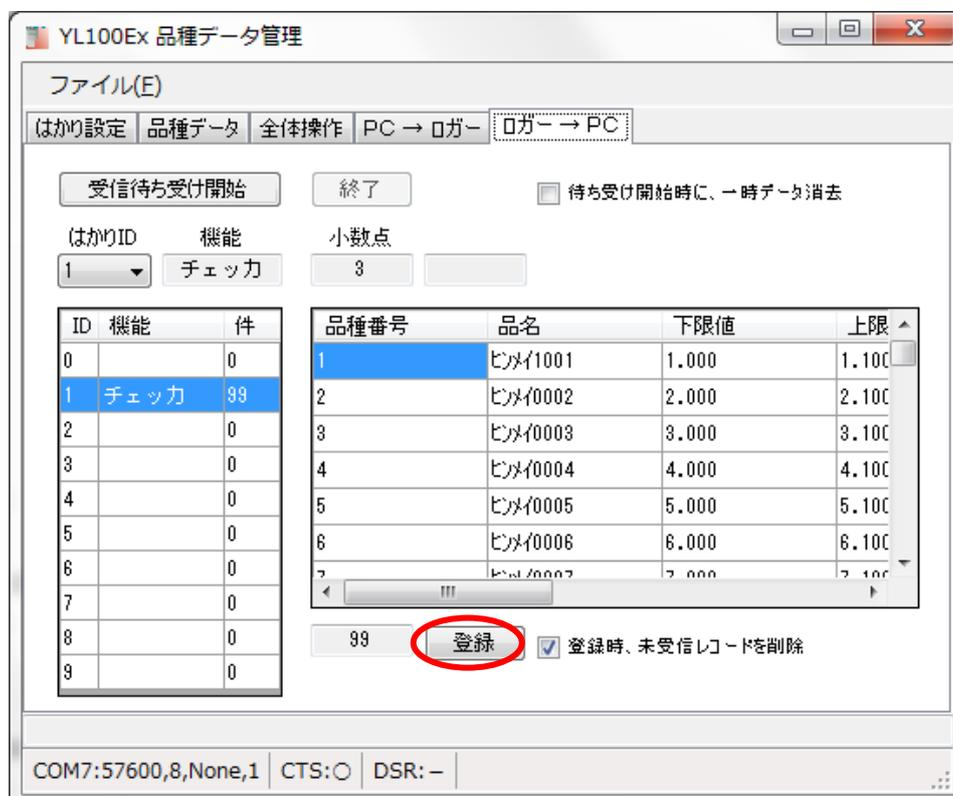 YL100Ex 品種データ管理
ファイル(F)
はかり設定 品種データ 全体操作 PC → ロガー ロガー → PC
受信待ち受け開始 終了 待ち受け開始時に、一時データ消去
はかりID 機能 小数点
1 チェッカ 3
ID 機能 件
0 0
1 チェッカ 99
2 0
3 0
4 0
5 0
6 0
7 0
8 0
9 0
品種番号 品名 下限値 上限
1 ヒンメイ1001 1.000 1.100
2 ヒンメイ0002 2.000 2.100
3 ヒンメイ0003 3.000 3.100
4 ヒンメイ0004 4.000 4.100
5 ヒンメイ0005 5.000 5.100
6 ヒンメイ0006 6.000 6.100
99 登録 登録時、未受信レコードを削除
COM7:57600,8,None,1 CTS:○ DSR:−